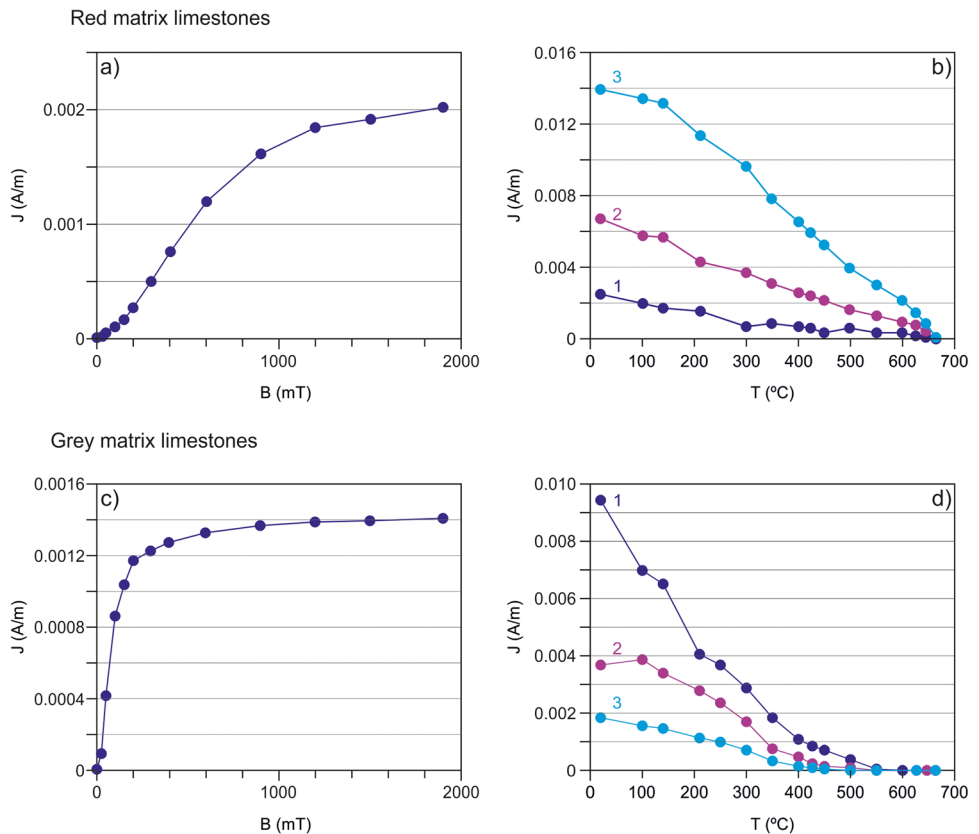 Red matrix limestones
a)
0.002
0.001
0
J (A/m)
0
1000
2000
B (mT)
b)
0.016
0.012
0.008
0.004
0
J (A/m)
3
2
1
0 100 200 300 400 500 600 700
T (ºC)
Grey matrix limestones
c)
0.0016
0.0012
0.0008
0.0004
0
J (A/m)
0
1000
2000
B (mT)
d)
0.010
0.008
0.006
0.004
0.002
0
J (A/m)
1
2
3
0 100 200 300 400 500 600 700
T (ºC)